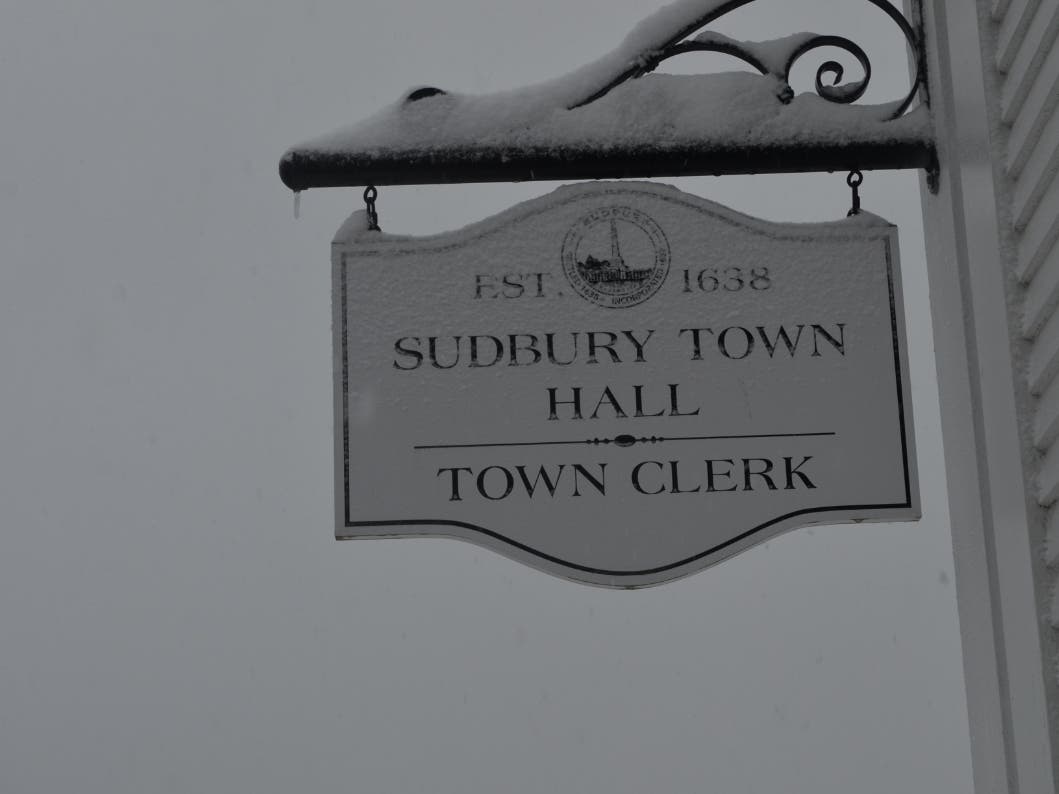 EST. 1638
SUDBURY TOWN
HALL
TOWN CLERK